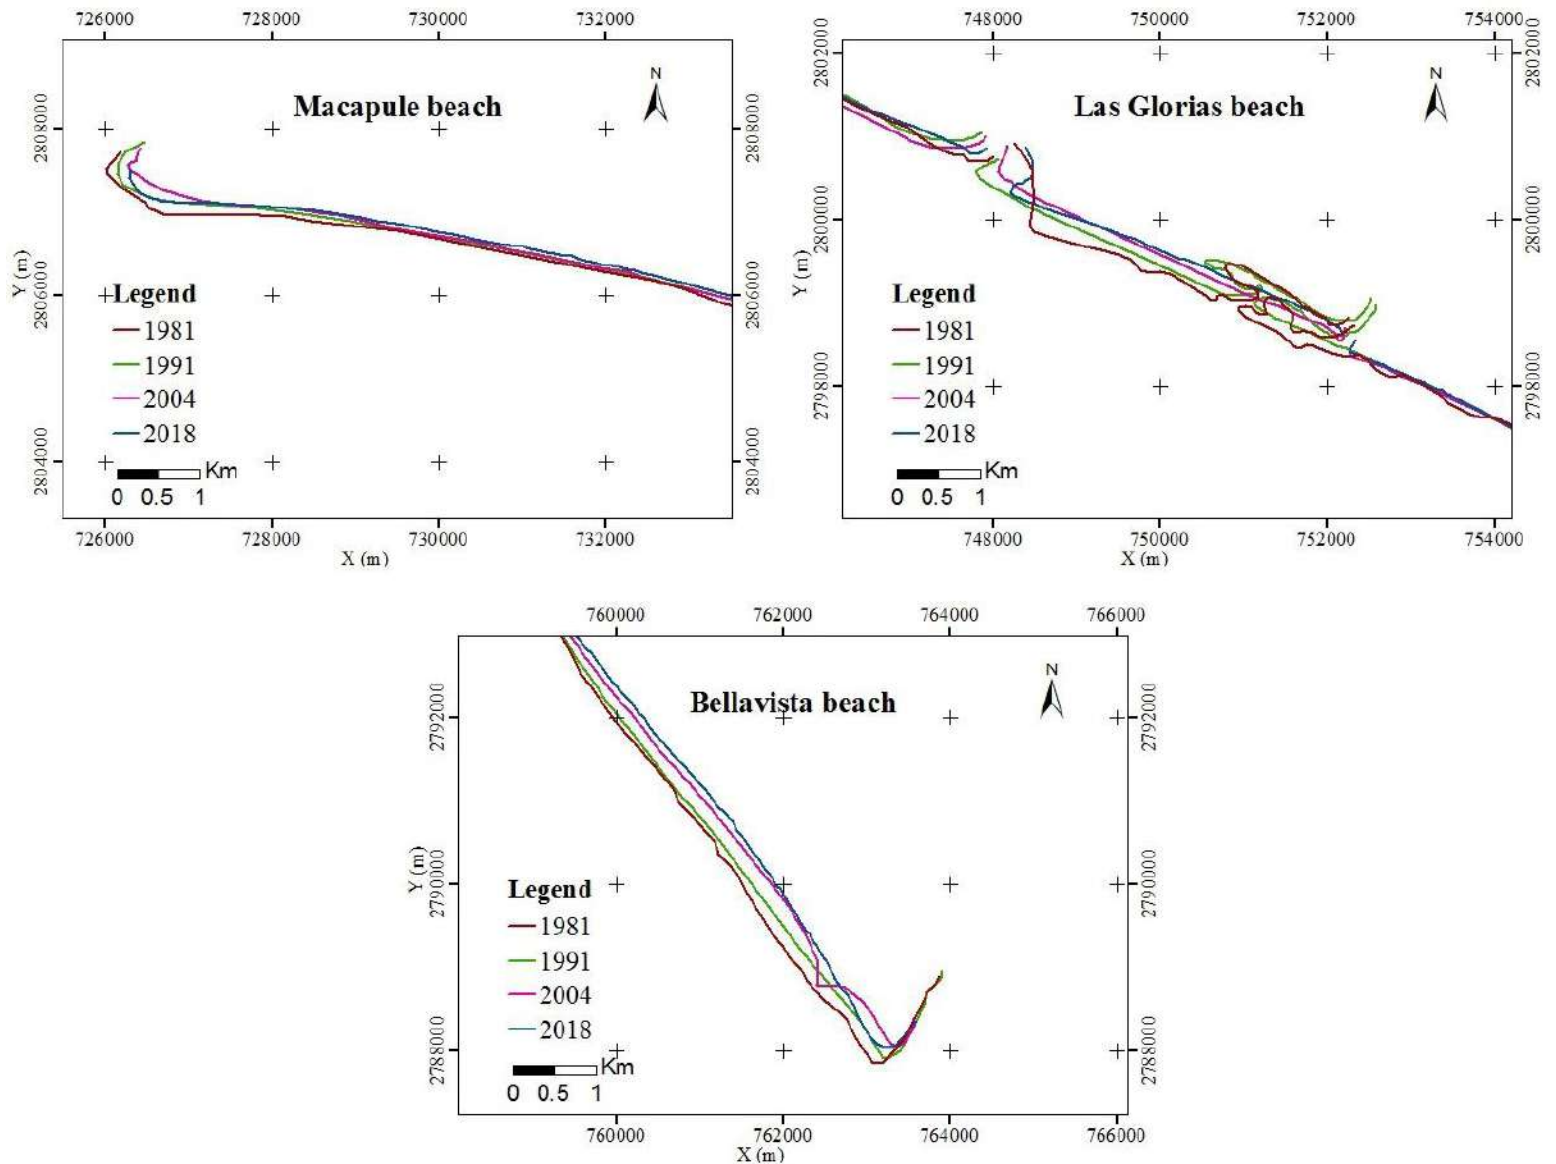 726000 728000 730000 732000
Macapule beach
N
2808000 2808000
2806000 2806000
2804000 2804000
Y (m)
Legend
1981
1991
2004
2018
Km
0 0.5 1
726000 728000 730000 732000
X (m)
748000 750000 752000 754000
Las Glorias beach
N
2802000 2802000
2800000 2800000
2798000 2798000
Y (m)
Legend
1981
1991
2004
2018
Km
0 0.5 1
748000 750000 752000 754000
X (m)
760000 762000 764000 766000
Bellavista beach
N
2792000 2792000
2790000 2790000
2788000 2788000
Y (m)
Legend
1981
1991
2004
2018
Km
0 0.5 1
760000 762000 764000 766000
X (m)